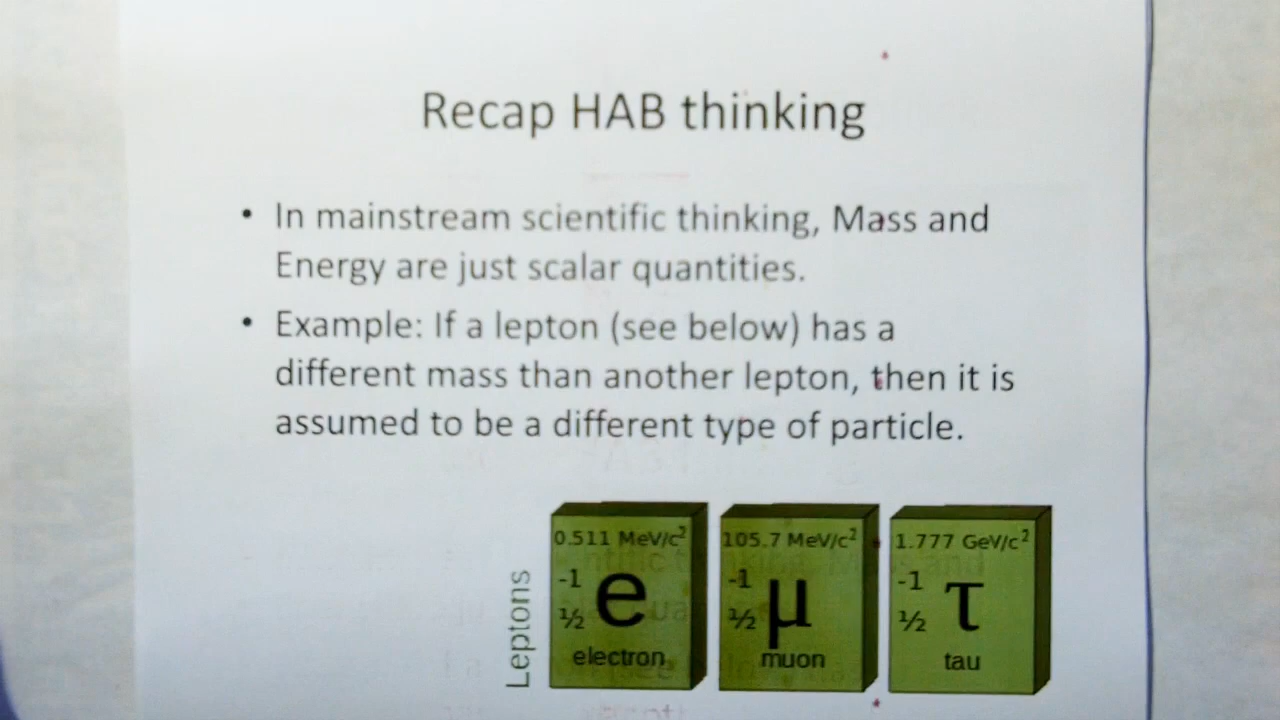 Recap HAB thinking
• In mainstream scientific thinking, Mass and
Energy are just scalar quantities.
• Example: If a lepton (see below) has a
different mass than another lepton, then it is
assumed to be a different type of particle.
Leptons
0.511 MeV/c²
-1
½
e
electron
105.7 MeV/c²
-1
½
μ
muon
1.777 GeV/c²
-1
½
τ
tau